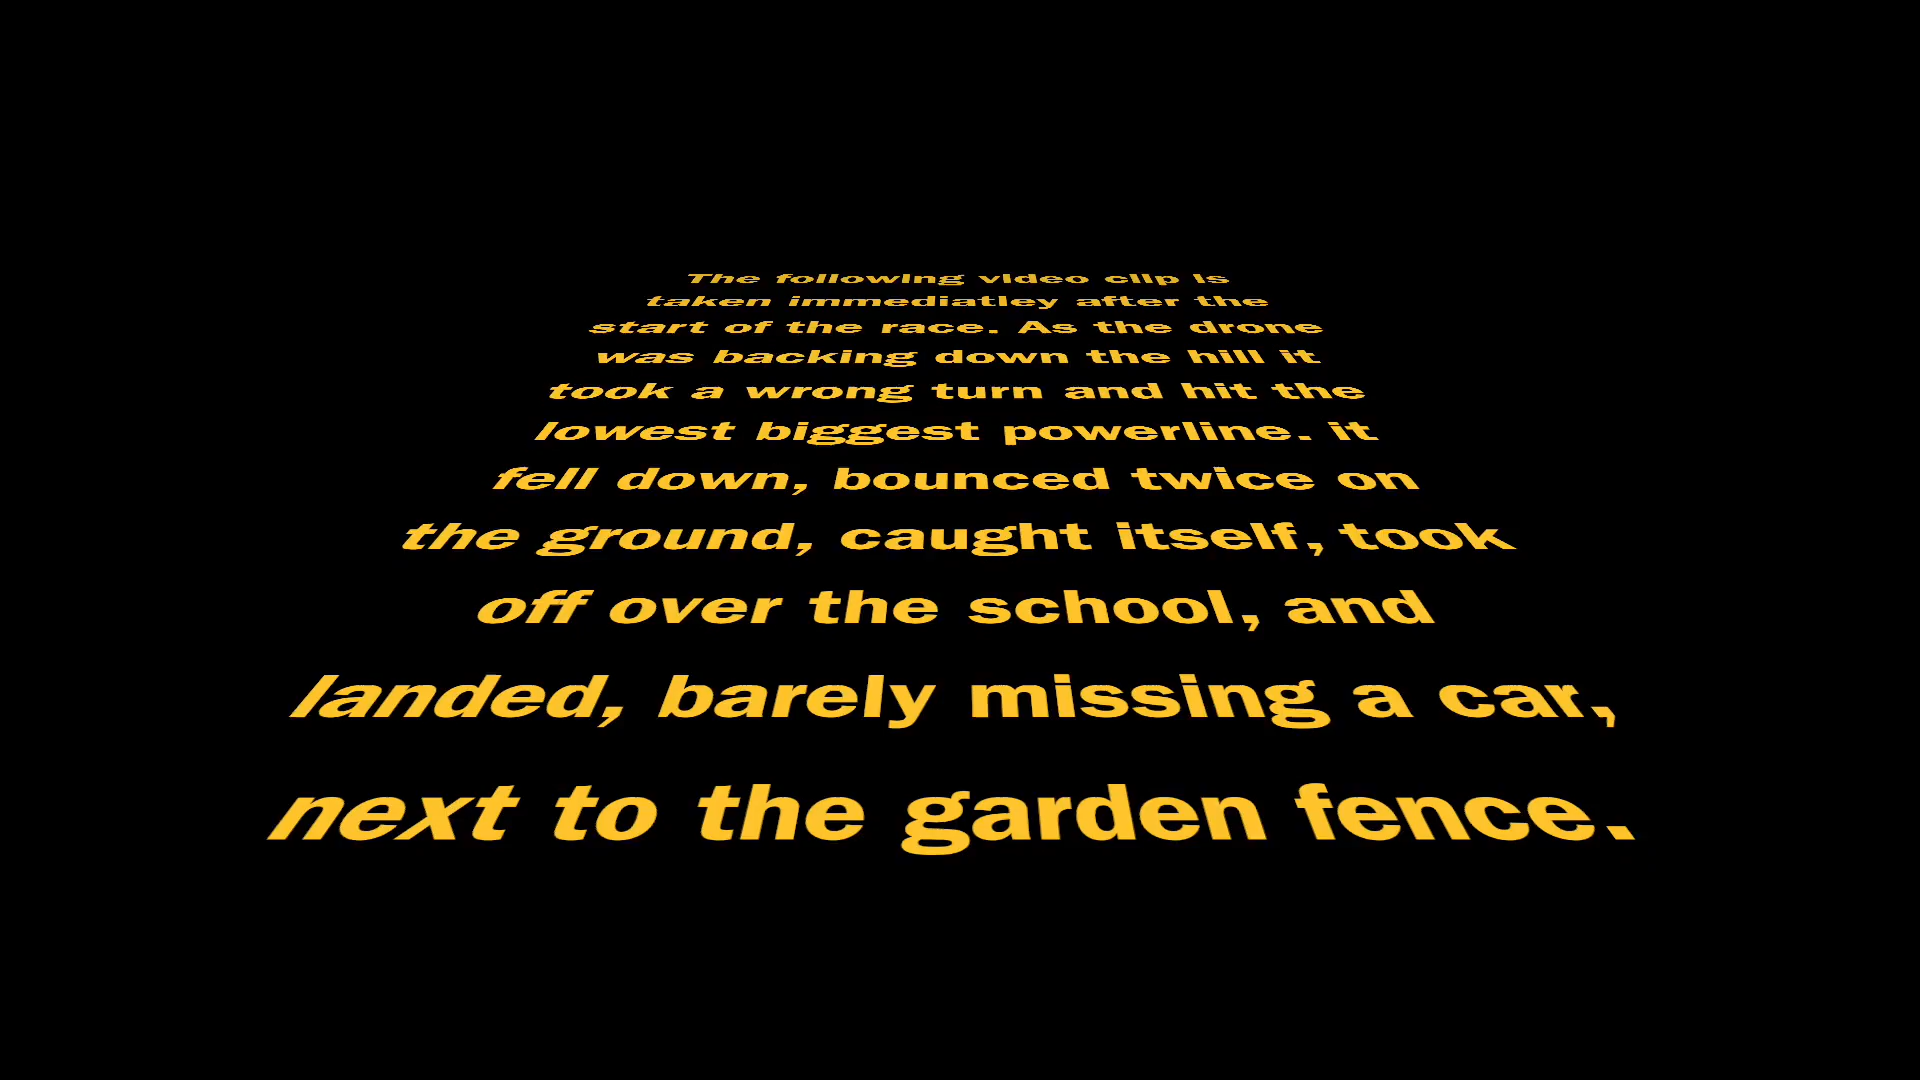 The following video clip is
taken immediatley after the
start of the race. As the drone
was backing down the hill it
took a wrong turn and hit the
lowest biggest powerline. it
fell down, bounced twice on
the ground, caught itself, took
off over the school, and
landed, barely missing a car,
next to the garden fence.